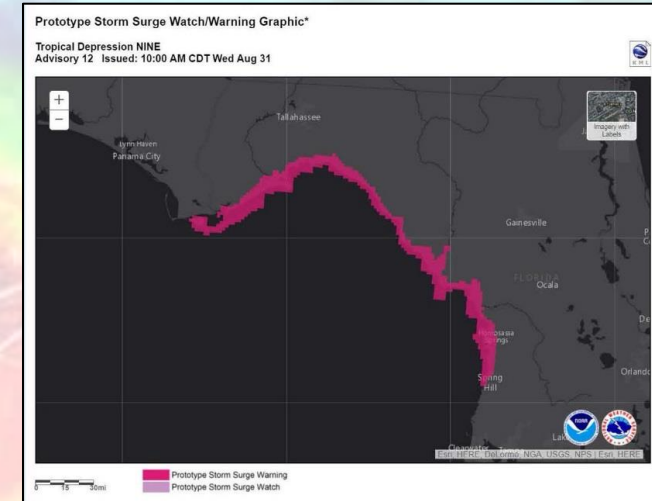 Prototype Storm Surge Watch/Warning Graphic*
Tropical Depression NINE
Advisory 12 Issued: 10:00 AM CDT Wed Aug 31
KML
+
−
Tallahassee
Imagery with
Labels
Lynn Haven
Panama City
Gainesville
FLORIDA
Ocala
Homosassa
Springs
Spring
Hill
Orlando
NOAA
Clearwater
Esri, HERE, DeLorme, NGA, USGS, NPS | Esri, HERE
0 15 30mi
Prototype Storm Surge Warning
Prototype Storm Surge Watch